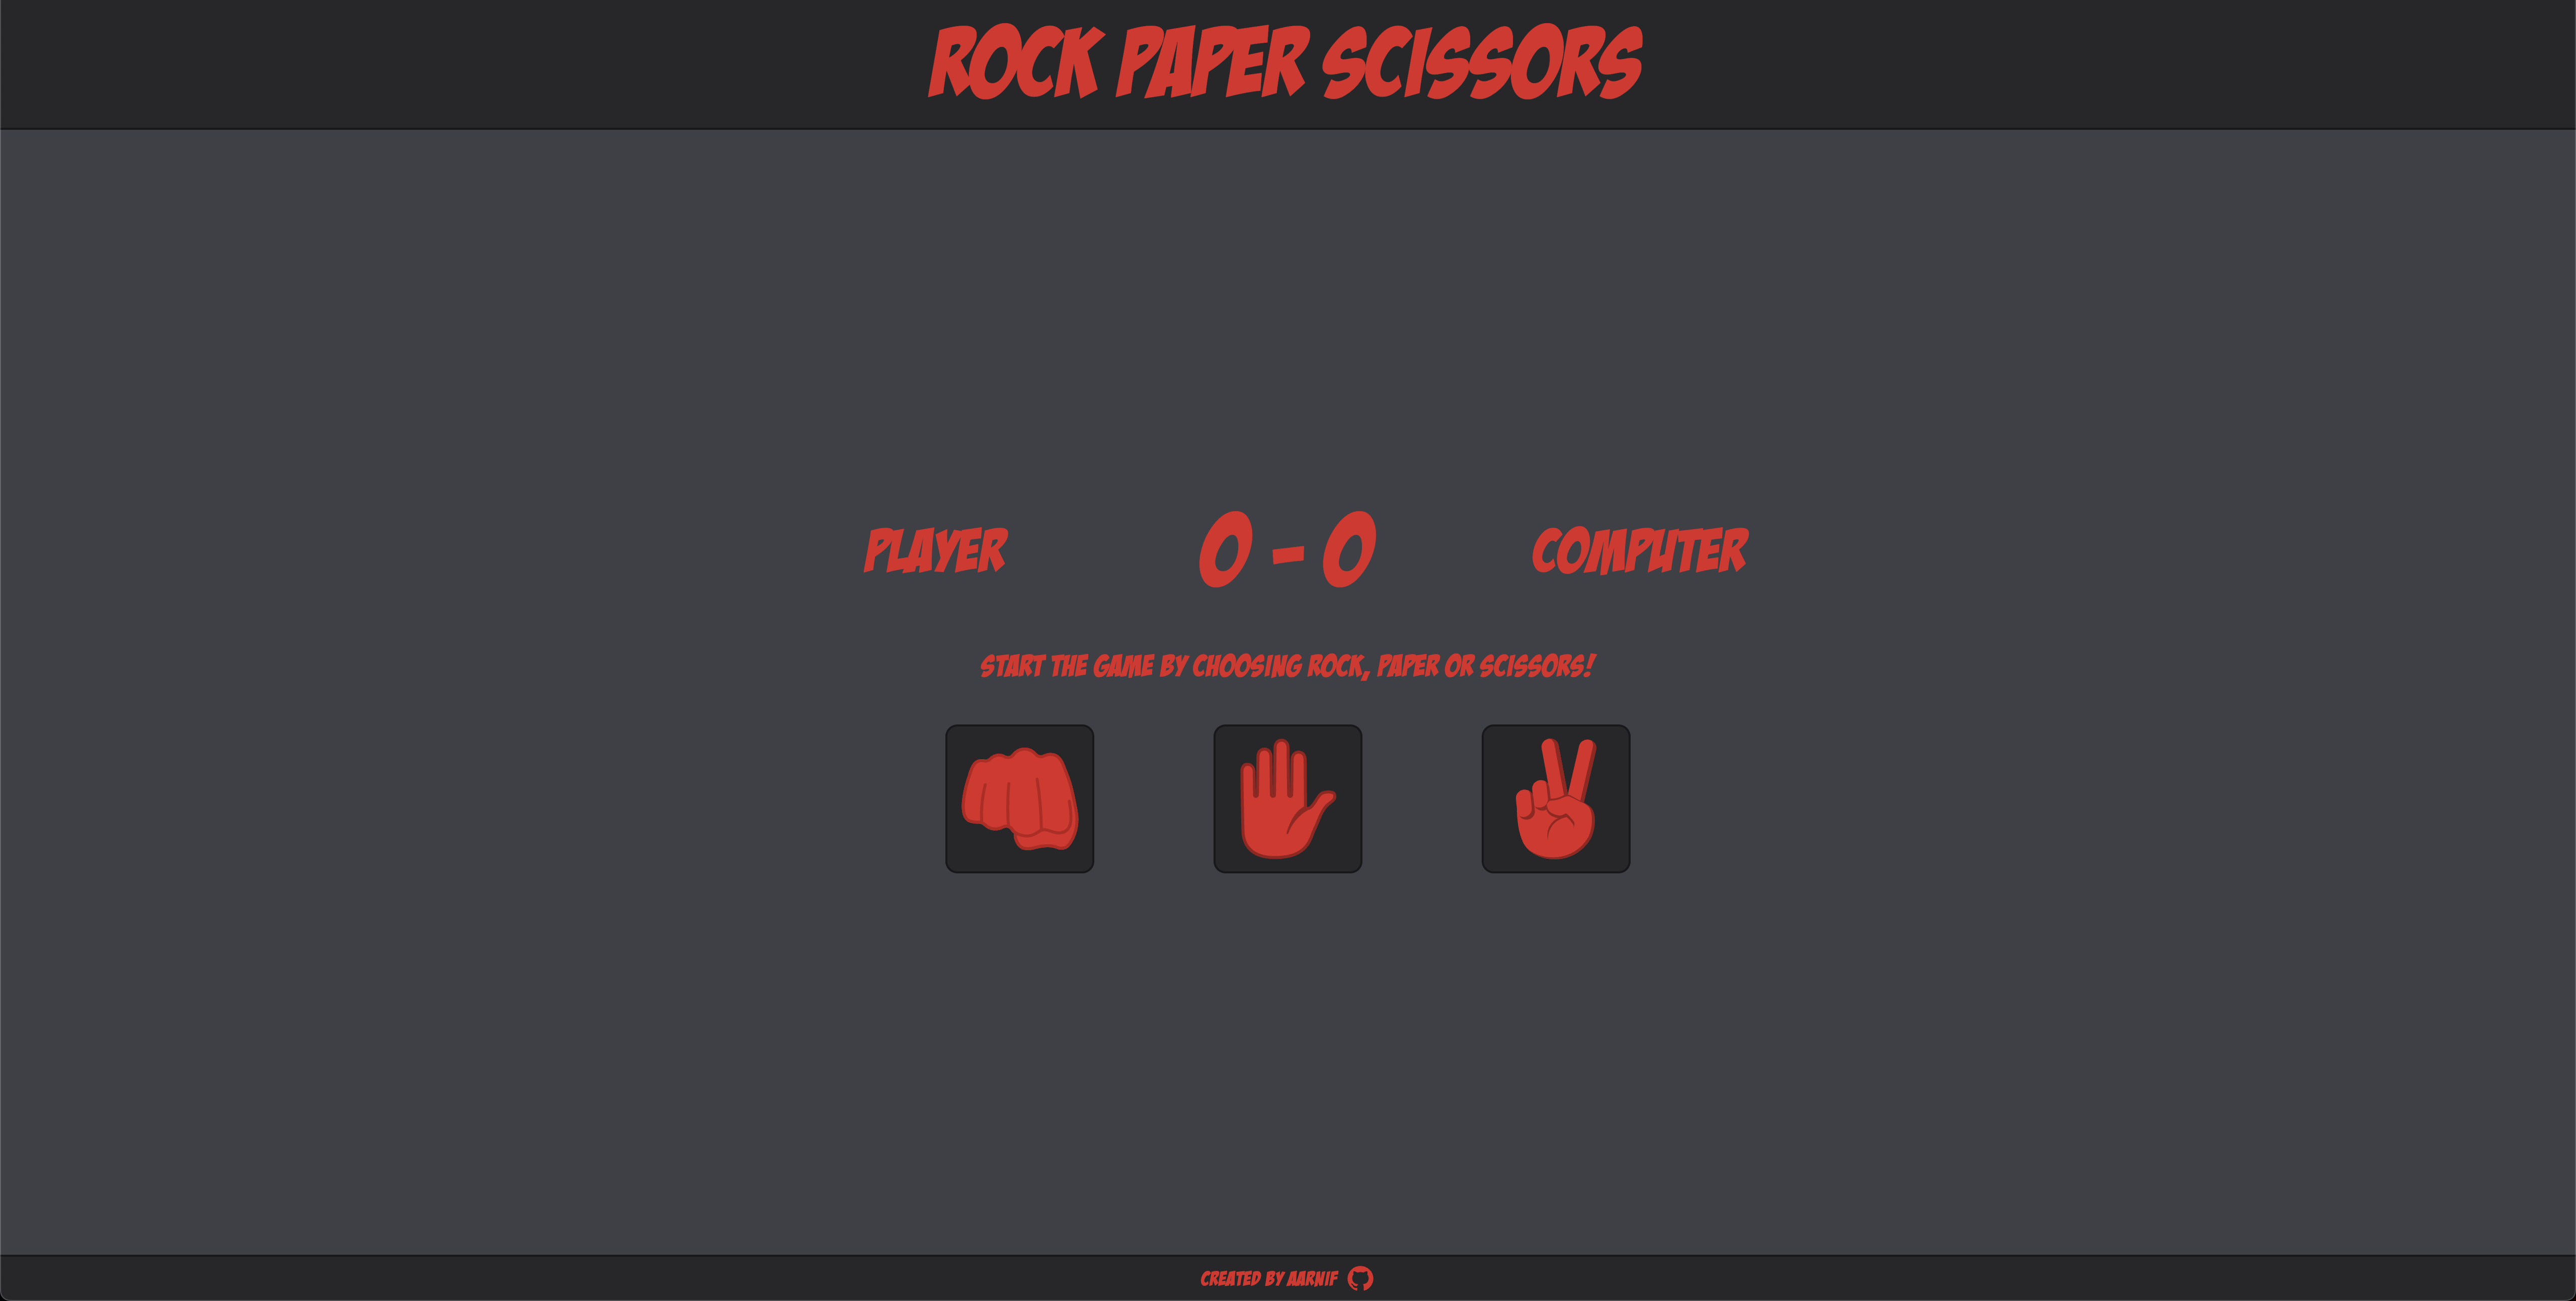 ROCK PAPER SCISSORS
PLAYER 0 - 0 COMPUTER
START THE GAME BY CHOOSING ROCK, PAPER OR SCISSORS!
CREATED BY AARNIF